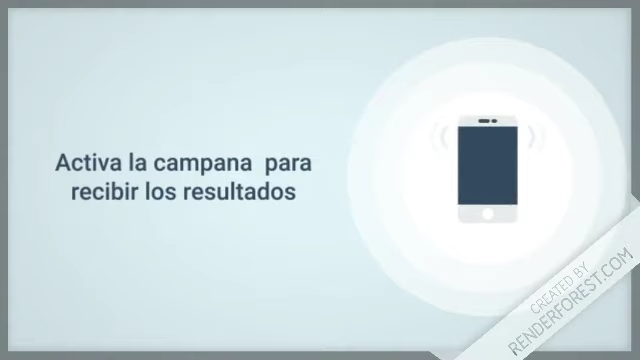 Activa la campana  para
recibir los resultados
CREATED BY
RENDERFOREST.COM